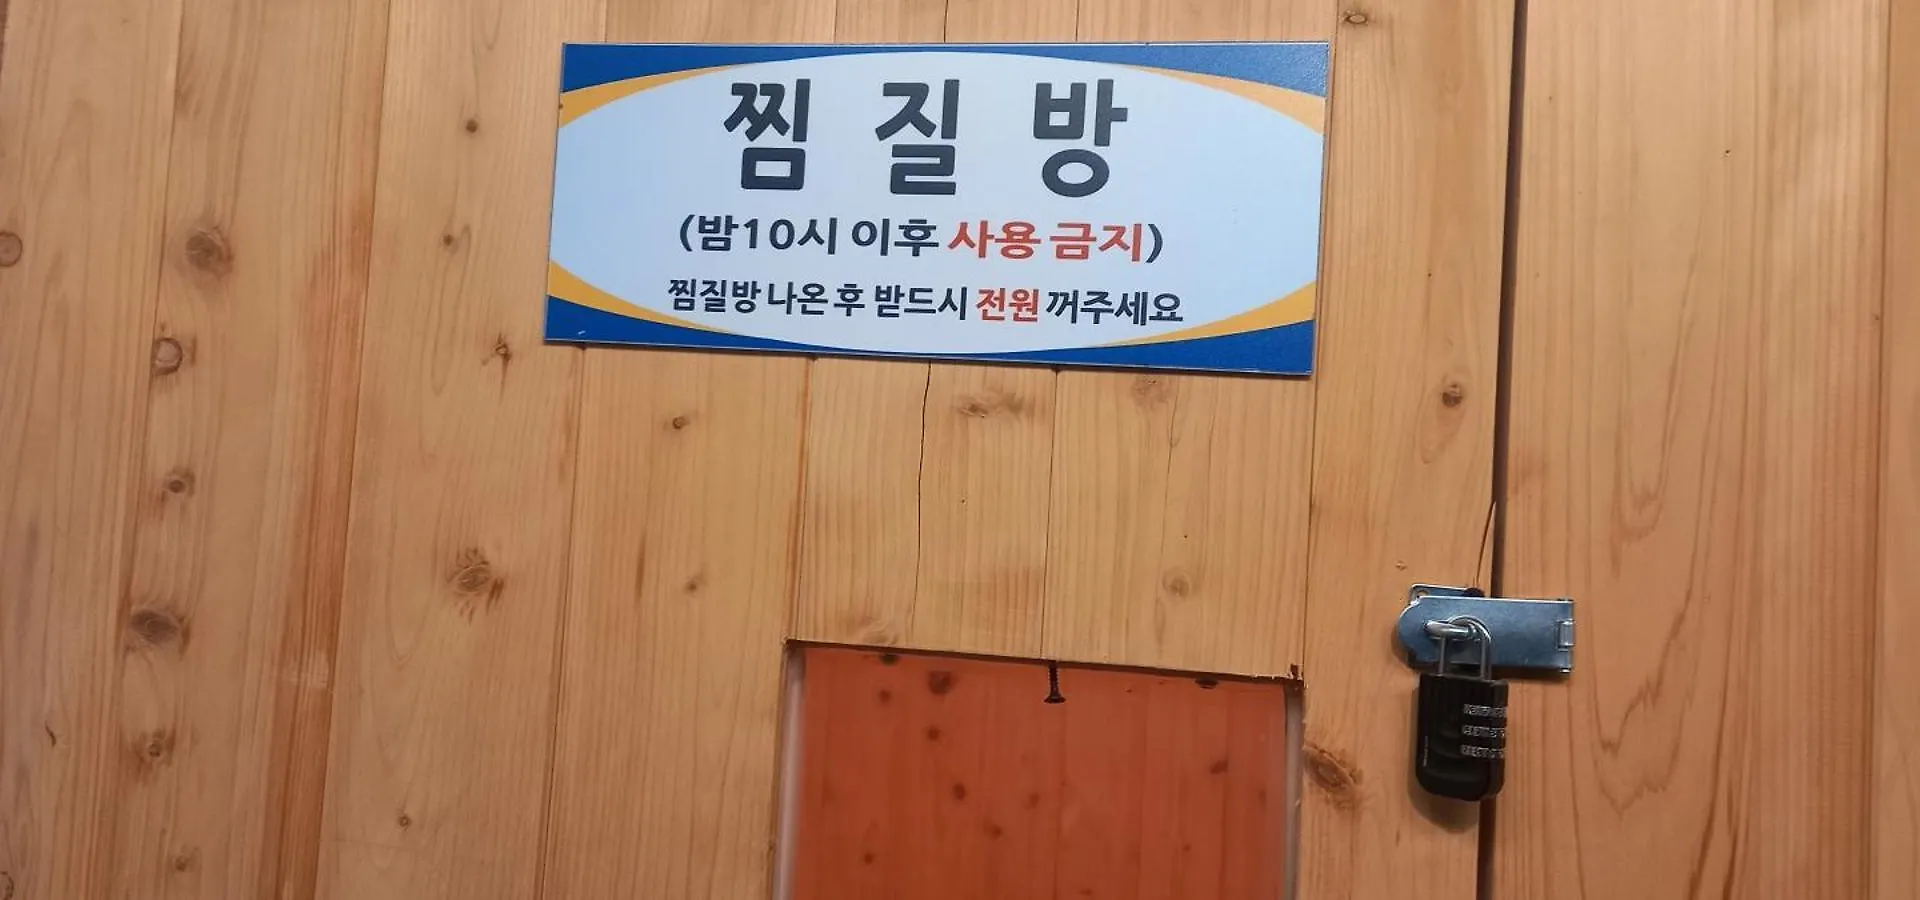 찜 질 방
(밤10시 이후 사용 금지)
찜질방 나온 후 받드시 전원 꺼주세요